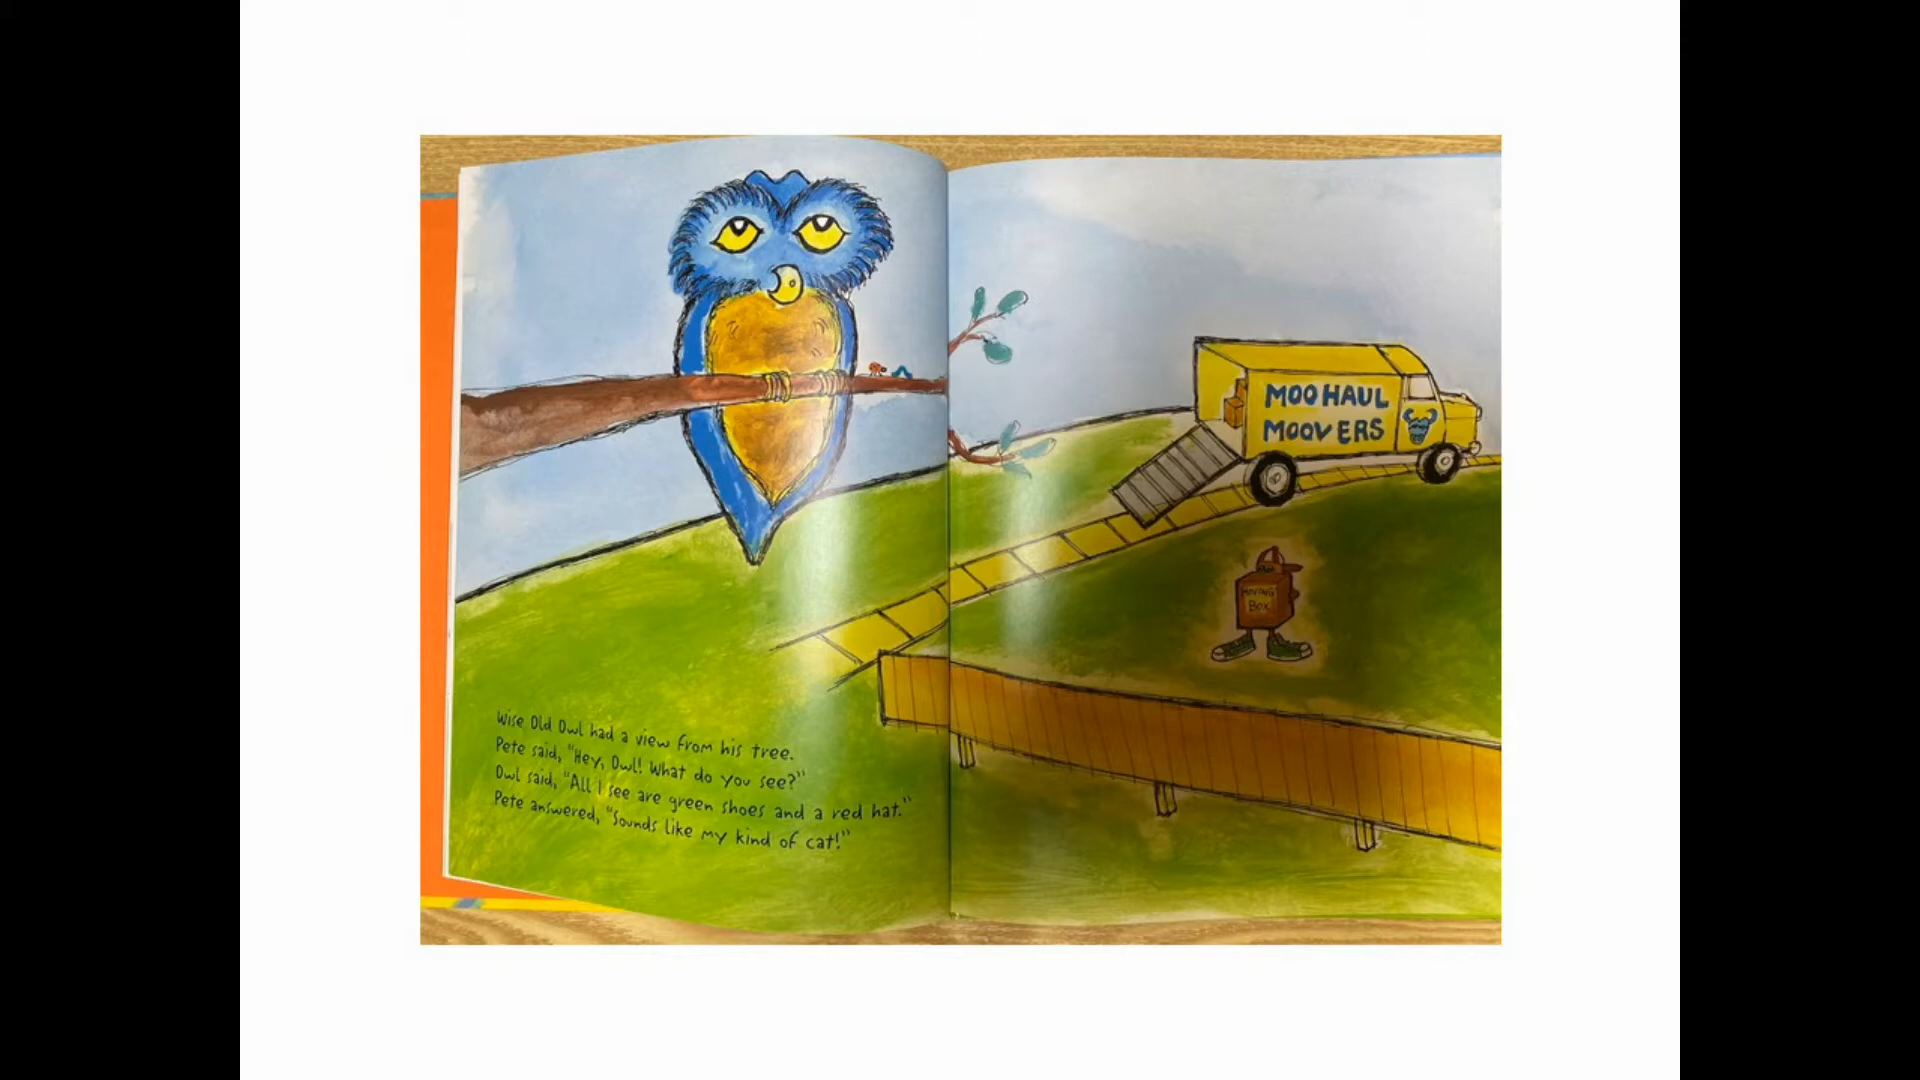 Wise Old Owl had a view from his tree.
Pete said, "Hey, Owl! What do you see?"
Owl said, "All I see are green shoes and a red hat."
Pete answered, "Sounds like my kind of cat!"
MOO HAUL
MOOVERS
MOVING
BOX